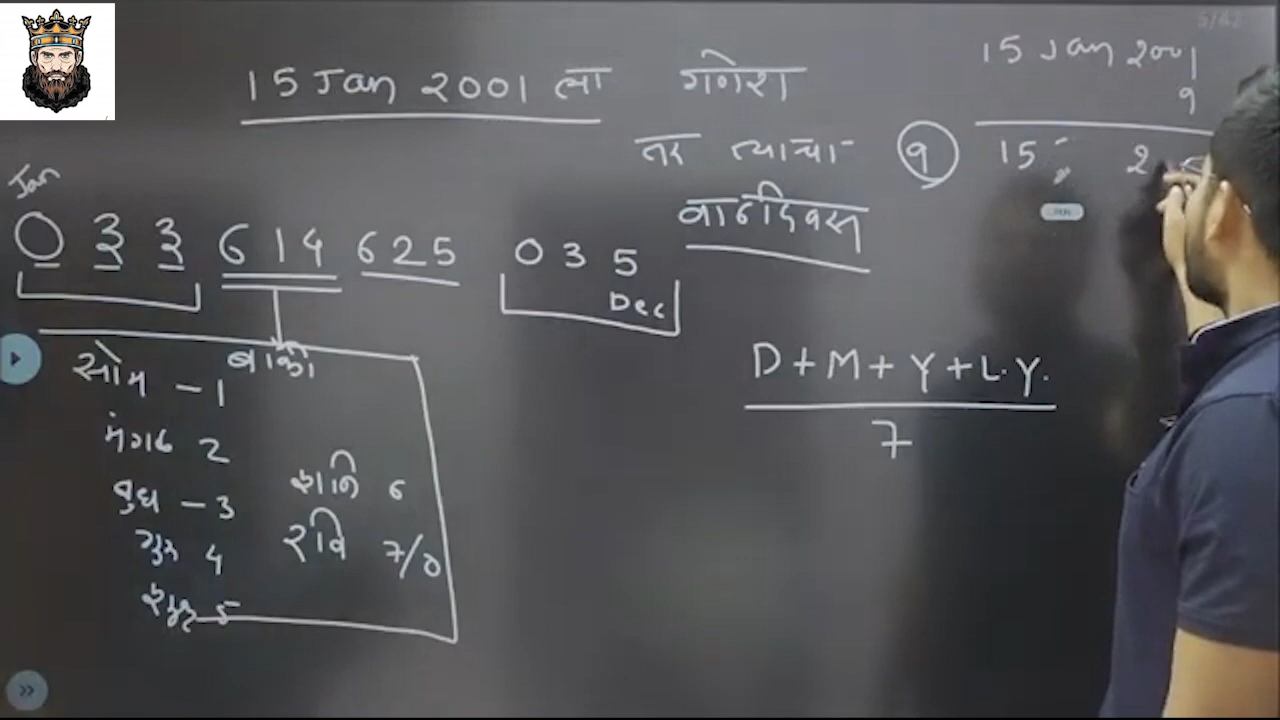 15 Jan 2001 ला गणेश
तर त्याचा
वाढदिवस
Jan
0 3 3 6 1 4 6 2 5 0 3 5
Dec
बाकी
सोम - 1
मंगळ 2
बुध - 3
गुरु 4
शुक्र 5
शनि 6
रवि 7/0
15 Jan 2001
9
9 15 2
D + M + Y + L.Y.
7